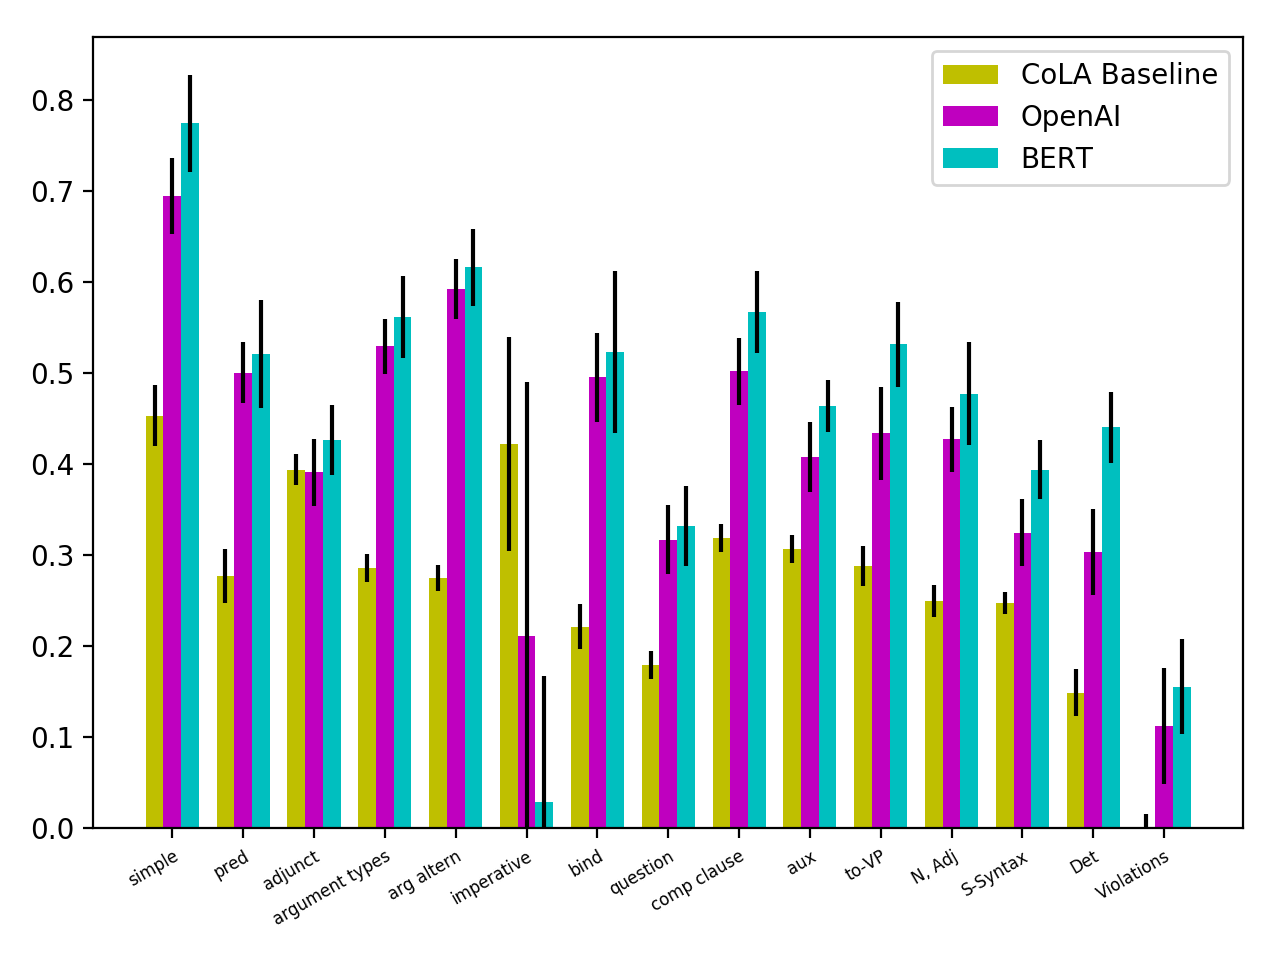 CoLA Baseline
OpenAI
BERT
0.8
0.7
0.6
0.5
0.4
0.3
0.2
0.1
0.0
simple
pred
adjunct
argument types
arg altern
imperative
bind
question
comp clause
aux
to-VP
N, Adj
S-Syntax
Det
Violations